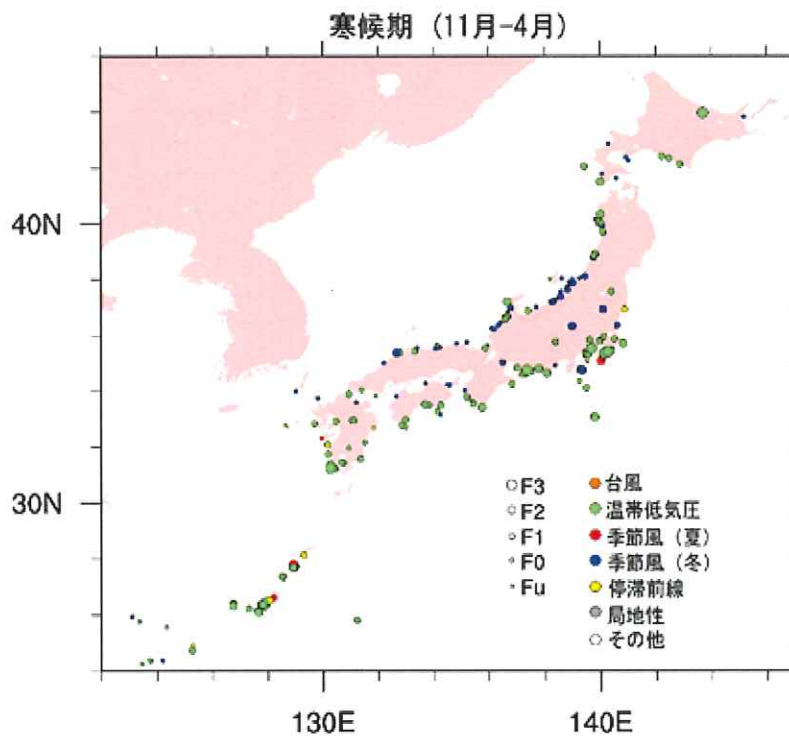 寒候期 (11月-4月)
40N
30N
130E
140E
F3
F2
F1
F0
Fu
台風
温帯低気圧
季節風 (夏)
季節風 (冬)
停滞前線
局地性
その他